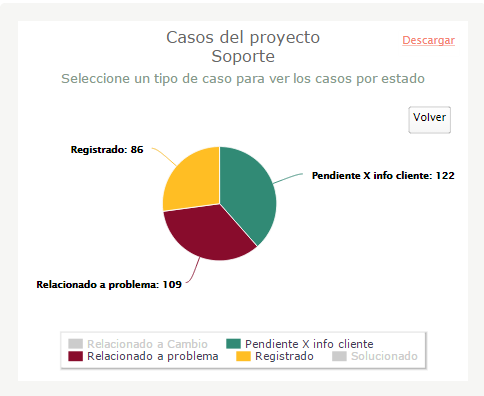 Casos del proyecto
Soporte
Descargar
Seleccione un tipo de caso para ver los casos por estado
Volver
Registrado: 86
Pendiente X info cliente: 122
Relacionado a problema: 109
Relacionado a Cambio Pendiente X info cliente
Relacionado a problema Registrado Solucionado